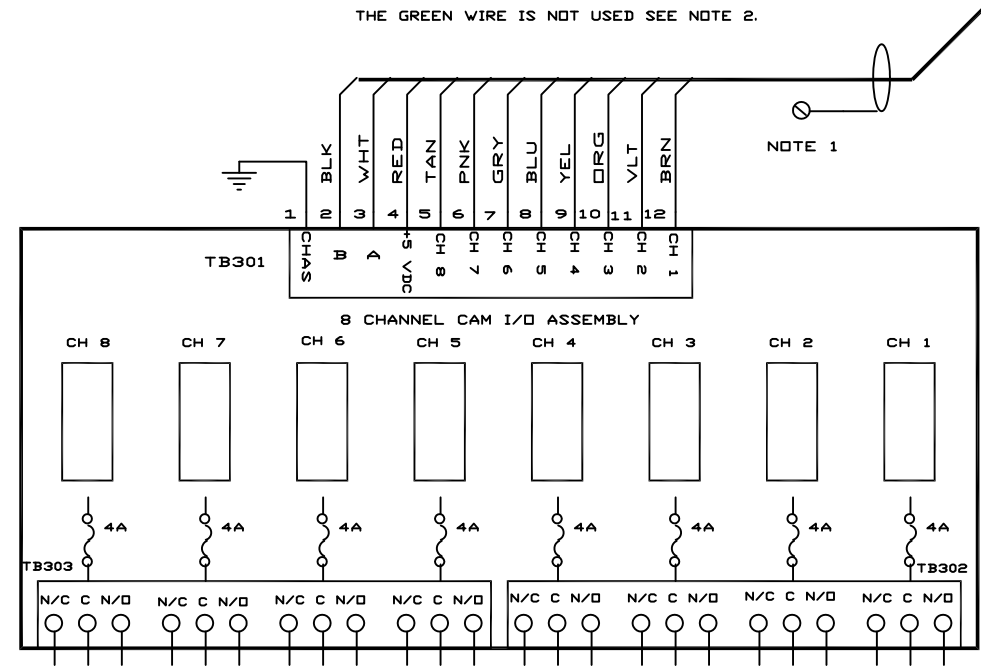 THE GREEN WIRE IS NOT USED SEE NOTE 2.
NOTE 1
BLK WHT RED TAN PNK GRY BLU YEL ORG VLT BRN
1 2 3 4 5 6 7 8 9 10 11 12
TB301
CHAS B A +5 VDC CH 8 CH 7 CH 6 CH 5 CH 4 CH 3 CH 2 CH 1
8 CHANNEL CAM I/O ASSEMBLY
CH 8 CH 7 CH 6 CH 5 CH 4 CH 3 CH 2 CH 1
4A 4A 4A 4A 4A 4A 4A 4A
TB303 TB302
N/C C N/O N/C C N/O N/C C N/O N/C C N/O N/C C N/O N/C C N/O N/C C N/O N/C C N/O